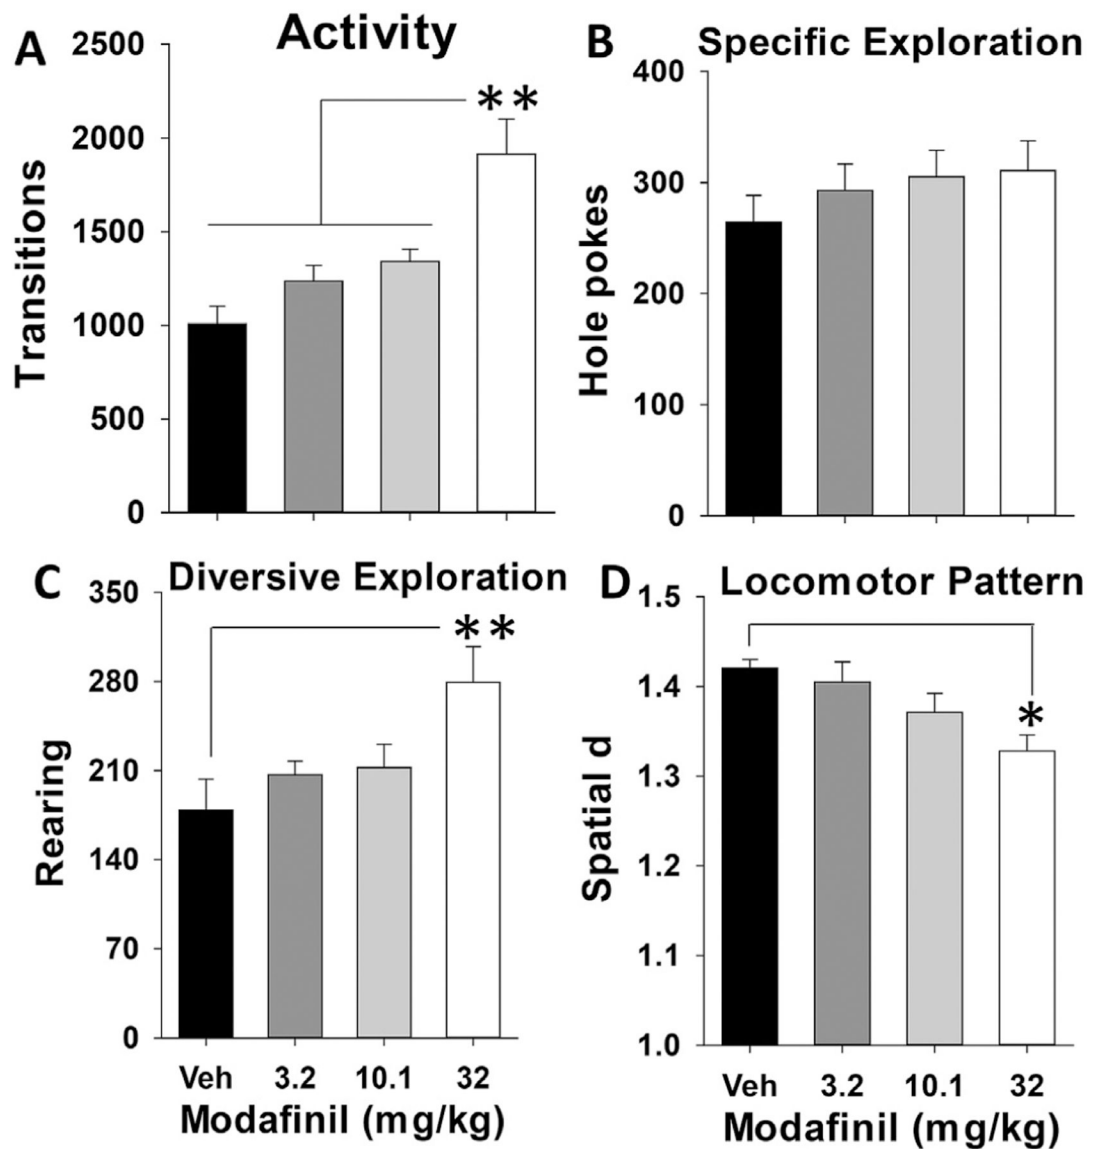 A
Activity
2500
2000
1500
1000
500
0
Transitions
**
B
Specific Exploration
400
300
200
100
0
Hole pokes
C
Diversive Exploration
350
280
210
140
70
0
Rearing
**
Veh 3.2 10.1 32
Modafinil (mg/kg)
D
Locomotor Pattern
1.5
1.4
1.3
1.2
1.1
1.0
Spatial d
*
Veh 3.2 10.1 32
Modafinil (mg/kg)